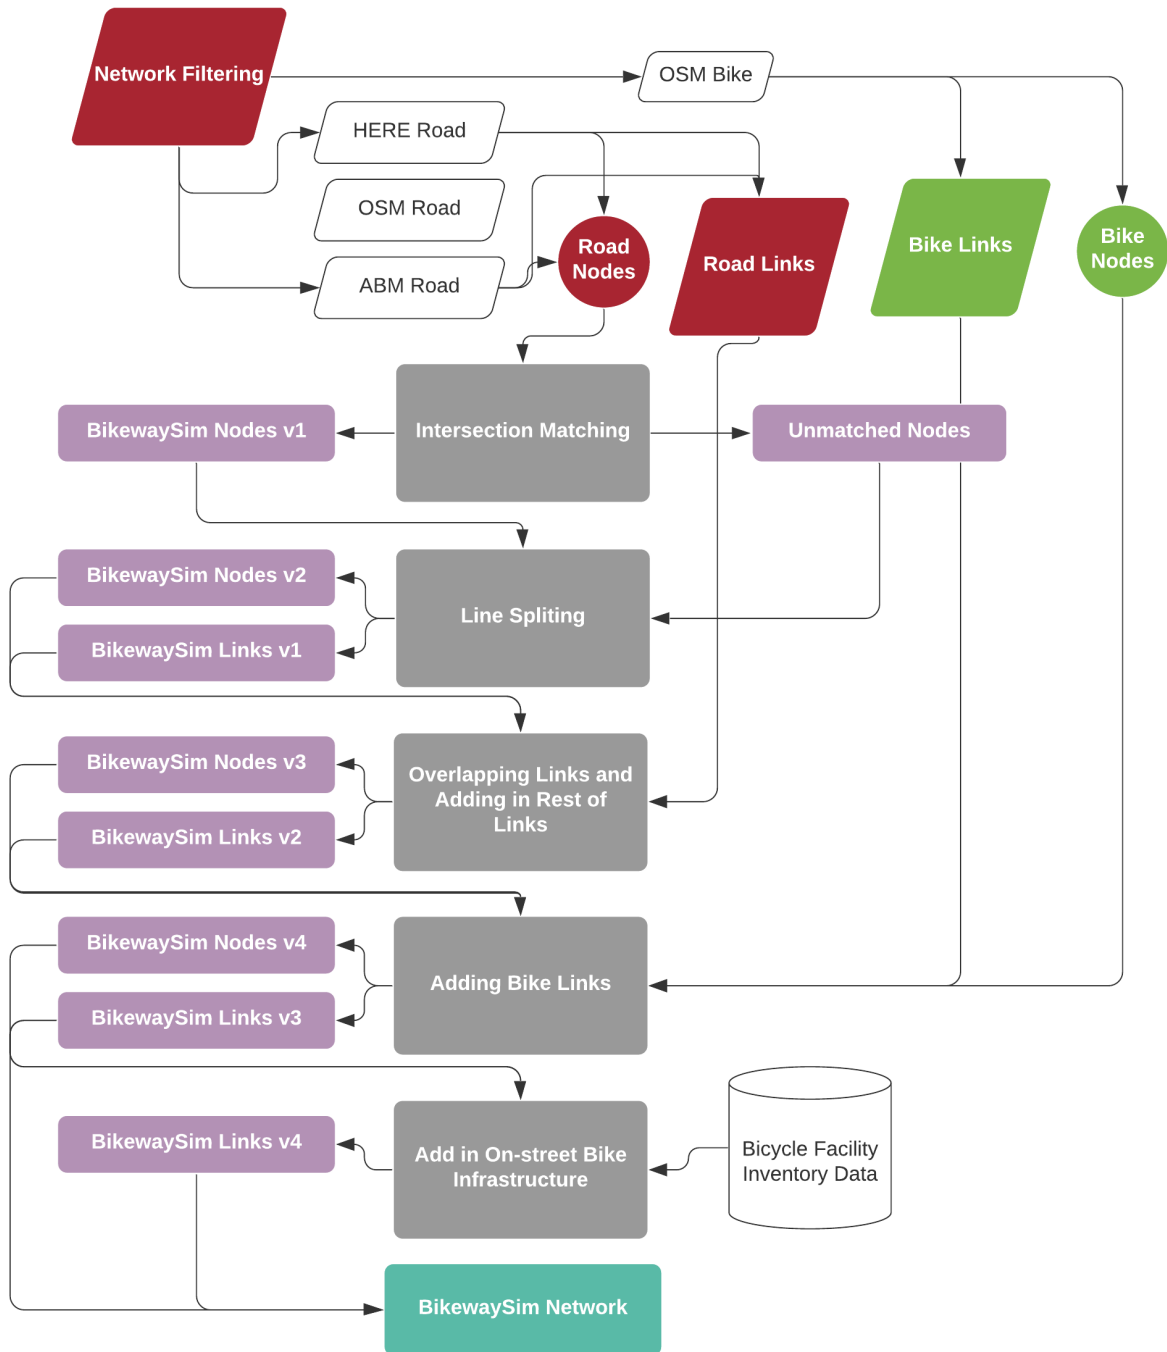 Network Filtering
OSM Bike
HERE Road
OSM Road
ABM Road
Road
Nodes
Road Links
Bike Links
Bike
Nodes
BikewaySim Nodes v1
Intersection Matching
Unmatched Nodes
BikewaySim Nodes v2
BikewaySim Links v1
Line Spliting
BikewaySim Nodes v3
BikewaySim Links v2
Overlapping Links and
Adding in Rest of
Links
BikewaySim Nodes v4
BikewaySim Links v3
Adding Bike Links
BikewaySim Links v4
Add in On-street Bike
Infrastructure
Bicycle Facility
Inventory Data
BikewaySim Network